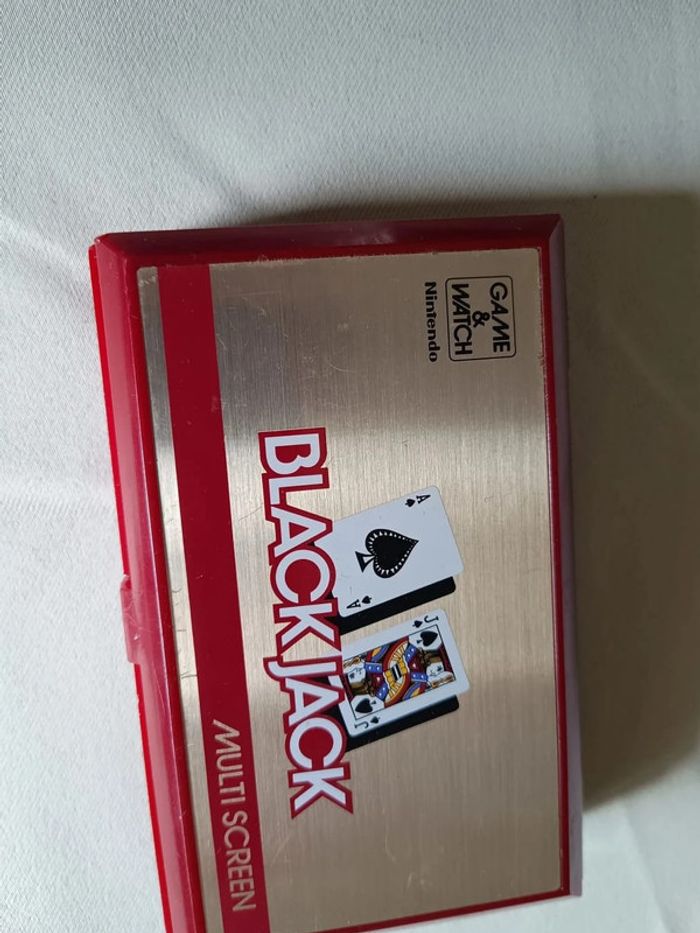 GAME
&
WATCH
Nintendo
A
A
J
J
BLACK JACK
MULTI SCREEN